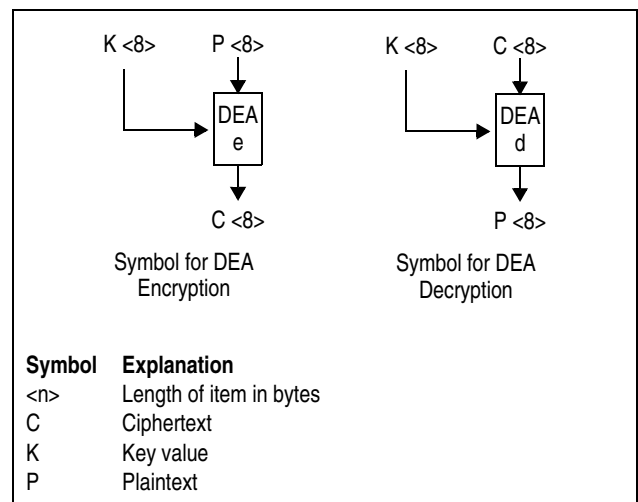 K <8> P <8> K <8> C <8>
DEA
e
DEA
d
C <8> P <8>
Symbol for DEA
Encryption
Symbol for DEA
Decryption
Symbol Explanation
<n> Length of item in bytes
C Ciphertext
K Key value
P Plaintext